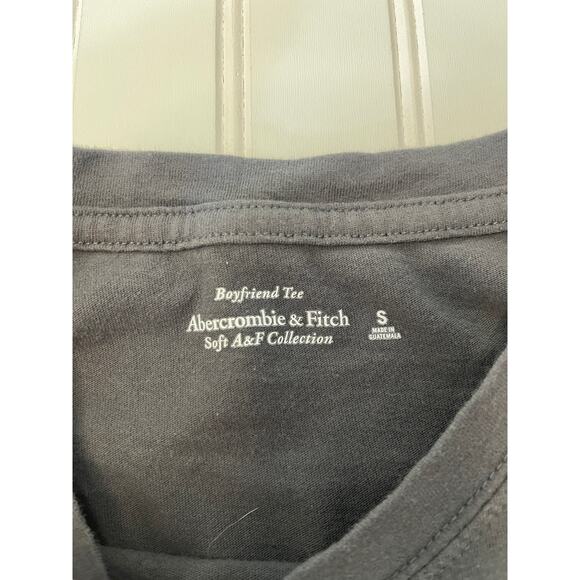 Boyfriend Tee
Abercrombie & Fitch
Soft A&F Collection
S
MADE IN
GUATEMALA